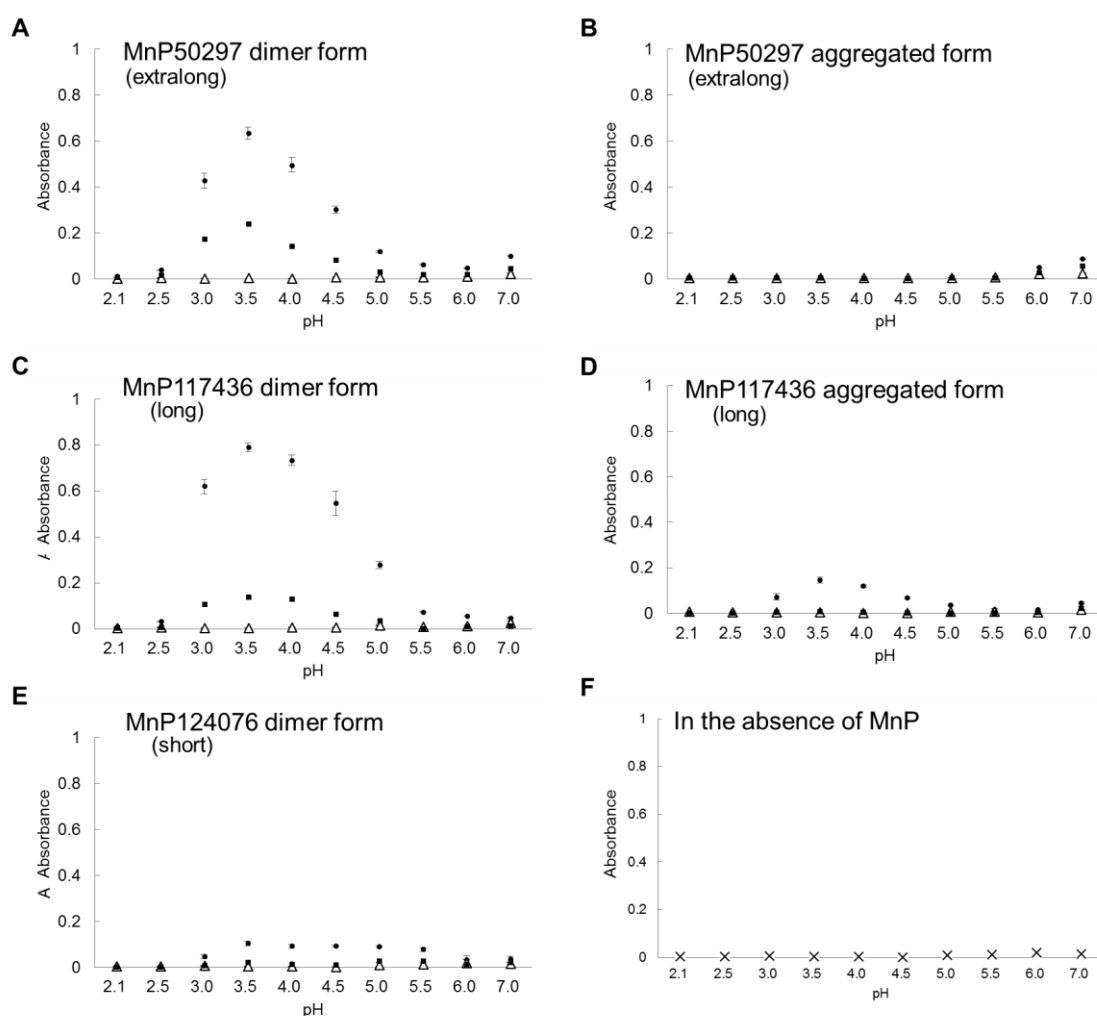 A
MnP50297 dimer form
(extralong)
Absorbance
1
0.8
0.6
0.4
0.2
0
2.1 2.5 3.0 3.5 4.0 4.5 5.0 5.5 6.0 7.0
pH
B
MnP50297 aggregated form
(extralong)
Absorbance
1
0.8
0.6
0.4
0.2
0
2.1 2.5 3.0 3.5 4.0 4.5 5.0 5.5 6.0 7.0
pH
C
MnP117436 dimer form
(long)
Absorbance
1
0.8
0.6
0.4
0.2
0
2.1 2.5 3.0 3.5 4.0 4.5 5.0 5.5 6.0 7.0
pH
D
MnP117436 aggregated form
(long)
Absorbance
1
0.8
0.6
0.4
0.2
0
2.1 2.5 3.0 3.5 4.0 4.5 5.0 5.5 6.0 7.0
pH
E
MnP124076 dimer form
(short)
A Absorbance
1
0.8
0.6
0.4
0.2
0
2.1 2.5 3.0 3.5 4.0 4.5 5.0 5.5 6.0 7.0
pH
F
In the absence of MnP
Absorbance
1
0.8
0.6
0.4
0.2
0
2.1 2.5 3.0 3.5 4.0 4.5 5.0 5.5 6.0 7.0
pH